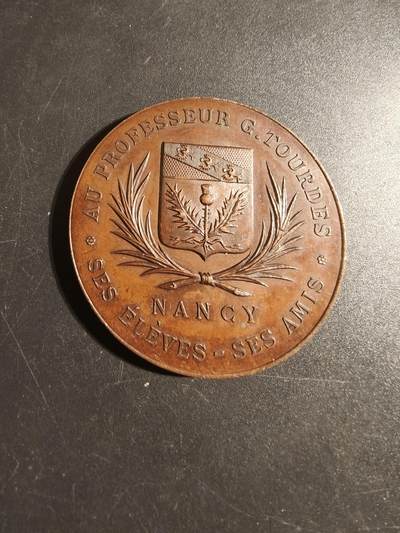 AU PROFESSEUR G. TOURDES
NANCY
* SES ÉLÈVES - SES AMIS *